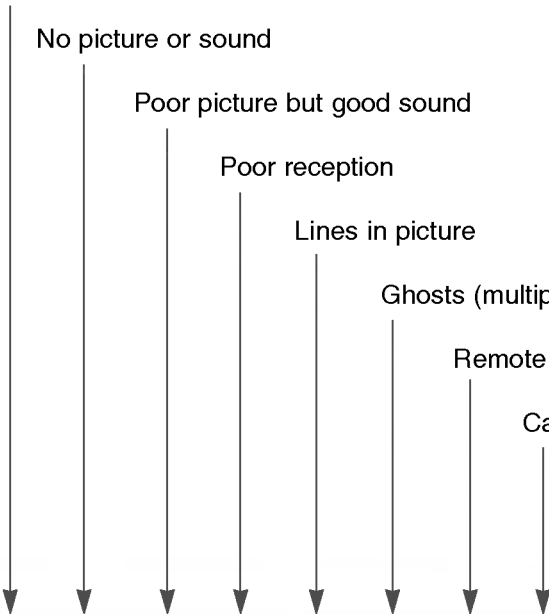 No picture or sound
Poor picture but good sound
Poor reception
Lines in picture
Ghosts (multip
Remote
Ca